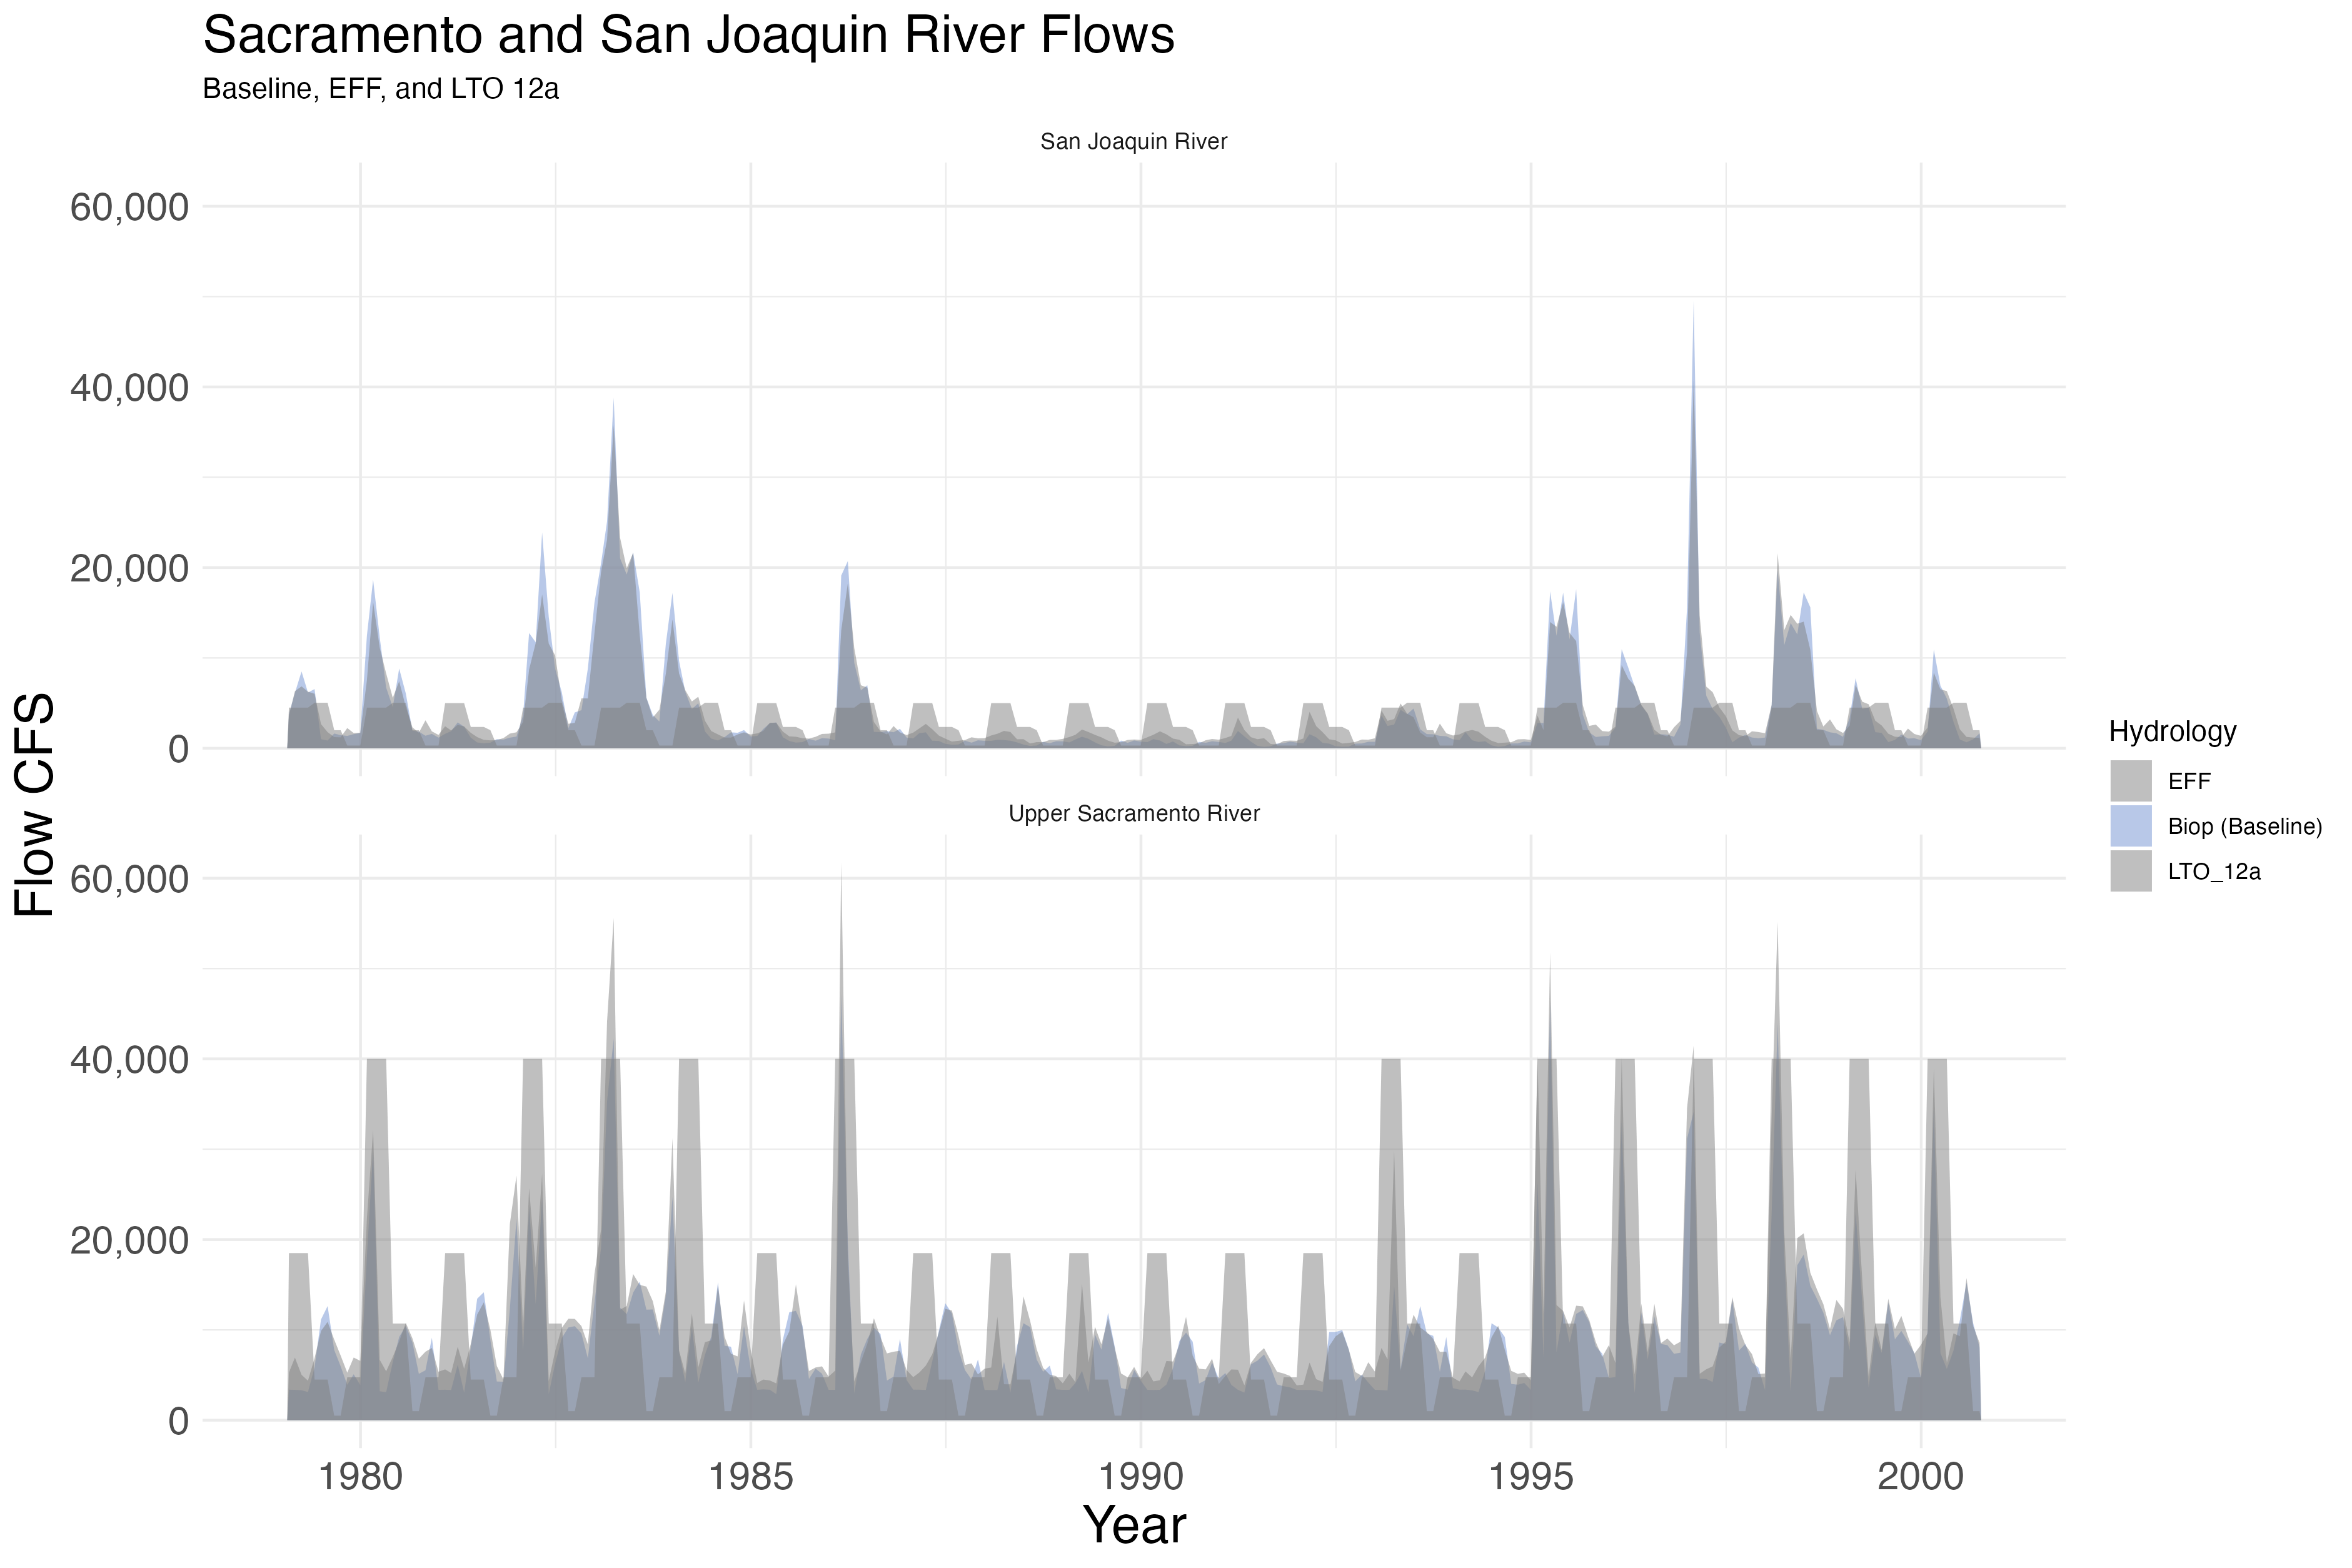 Sacramento and San Joaquin River Flows
Baseline, EFF, and LTO 12a
San Joaquin River
60,000
40,000
20,000
0
Upper Sacramento River
60,000
40,000
20,000
0
1980 1985 1990 1995 2000
Year
Flow CFS
Hydrology
EFF
Biop (Baseline)
LTO_12a